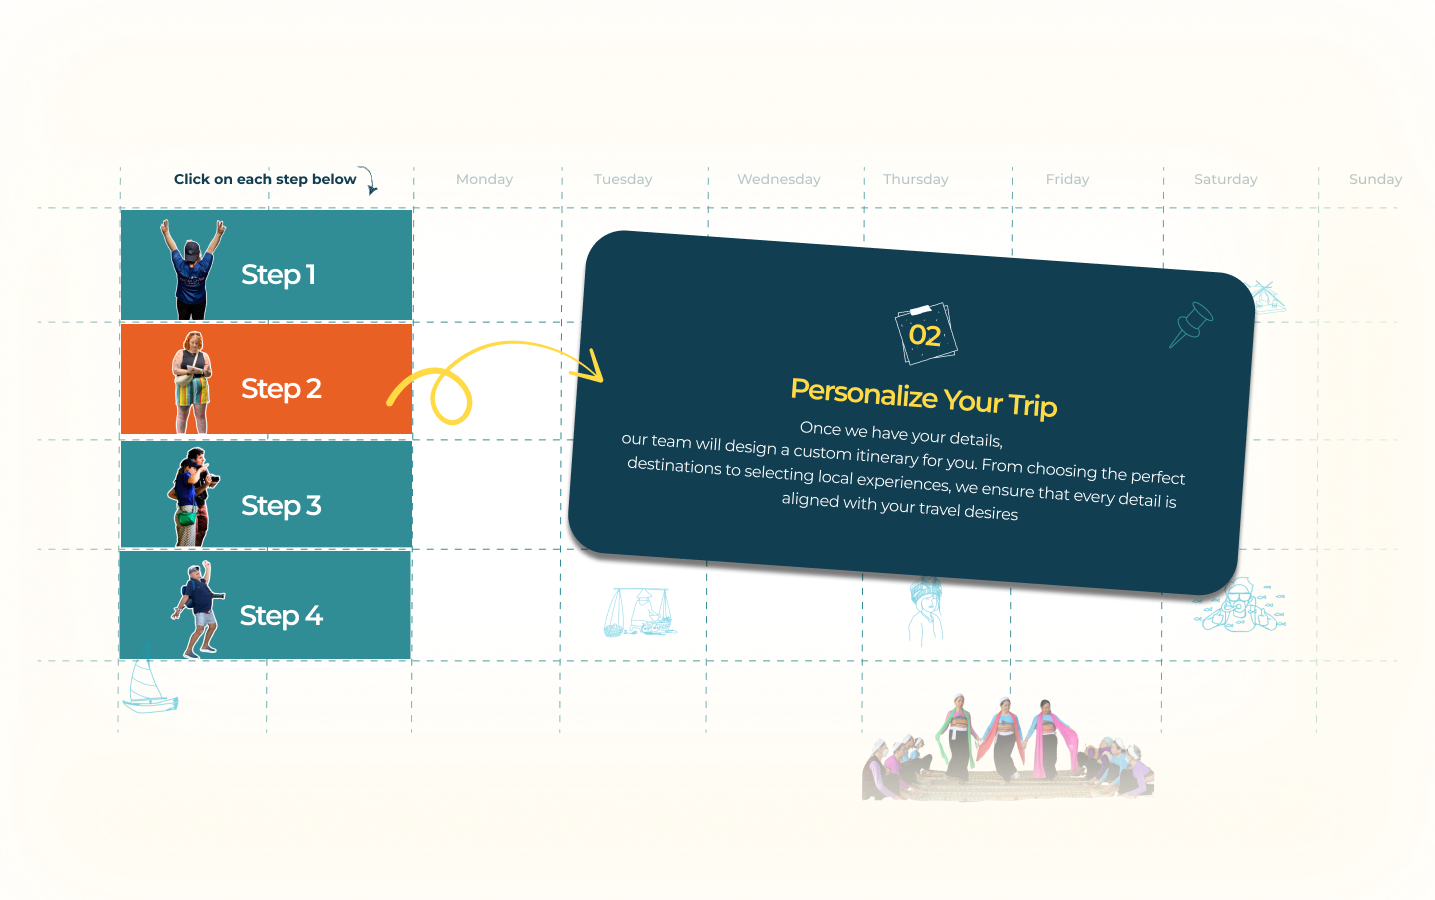 Click on each step below
Monday
Tuesday
Wednesday
Thursday
Friday
Saturday
Sunday
Step 1
Step 2
Step 3
Step 4
02
Personalize Your Trip
Once we have your details,
our team will design a custom itinerary for you. From choosing the perfect
destinations to selecting local experiences, we ensure that every detail is
aligned with your travel desires